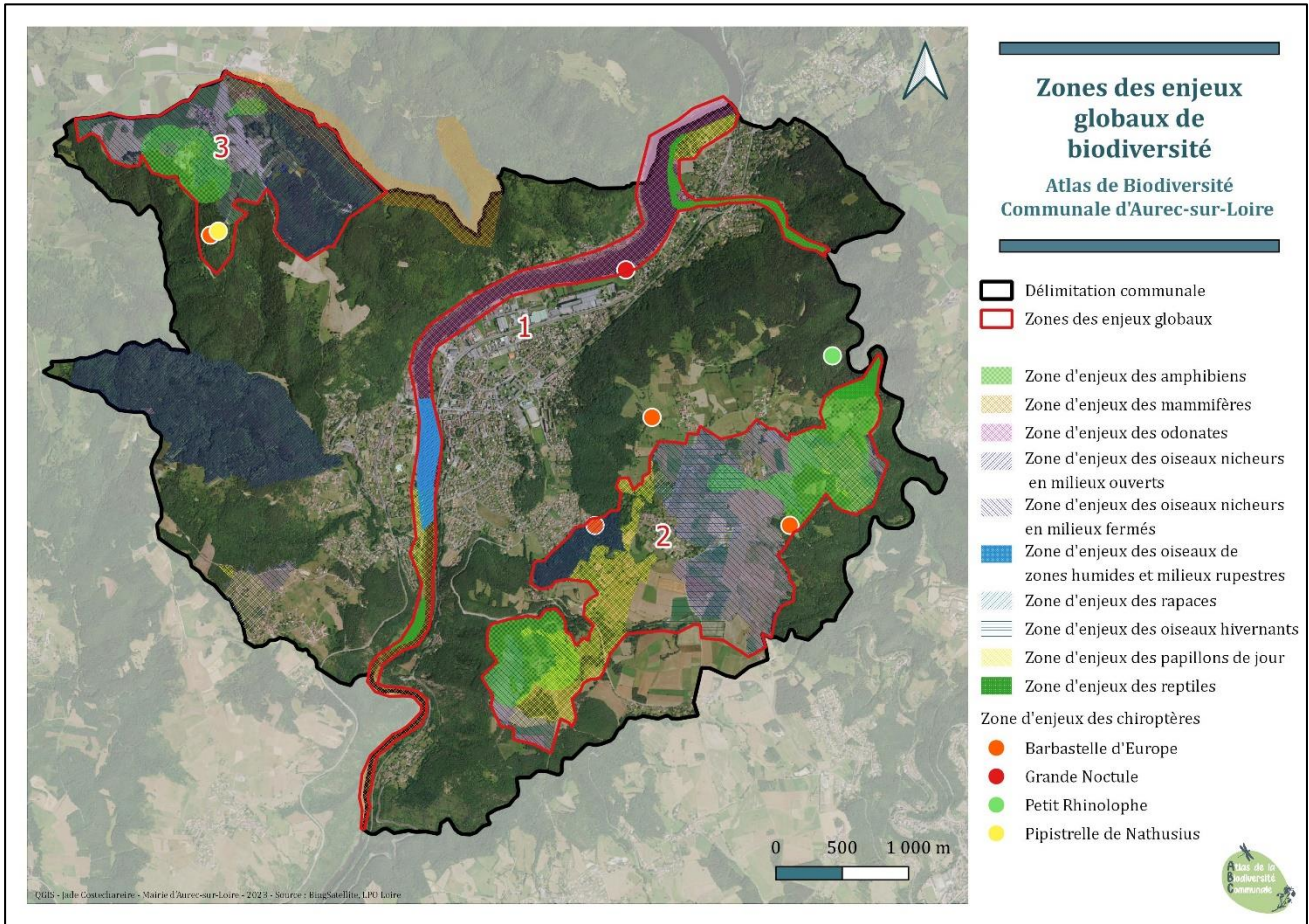 Zones des enjeux
globaux de
biodiversité
Atlas de Biodiversité
Communale d'Aurec-sur-Loire
Délimitation communale
Zones des enjeux globaux
Zone d'enjeux des amphibiens
Zone d'enjeux des mammifères
Zone d'enjeux des odonates
Zone d'enjeux des oiseaux nicheurs
en milieux ouverts
Zone d'enjeux des oiseaux nicheurs
en milieux fermés
Zone d'enjeux des oiseaux de
zones humides et milieux rupestres
Zone d'enjeux des rapaces
Zone d'enjeux des oiseaux hivernants
Zone d'enjeux des papillons de jour
Zone d'enjeux des reptiles
Zone d'enjeux des chiroptères
Barbastelle d'Europe
Grande Noctule
Petit Rhinolophe
Pipistrelle de Nathusius
3
1
2
0 500 1 000 m
QGIS - Jade Costechareire - Mairie d'Aurec-sur-Loire - 2023 - Source : BingSatellite, LPO Loire
Atlas de la
Biodiversité
Communale